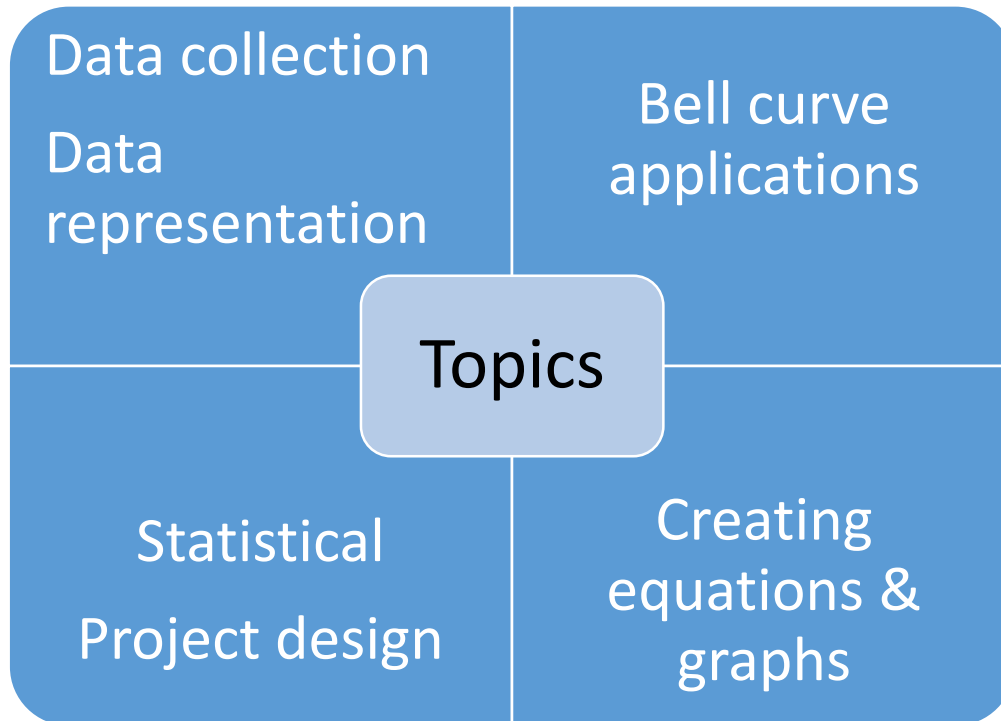 Data collection
Data
representation
Bell curve
applications
Topics
Statistical
Project design
Creating
equations &
graphs